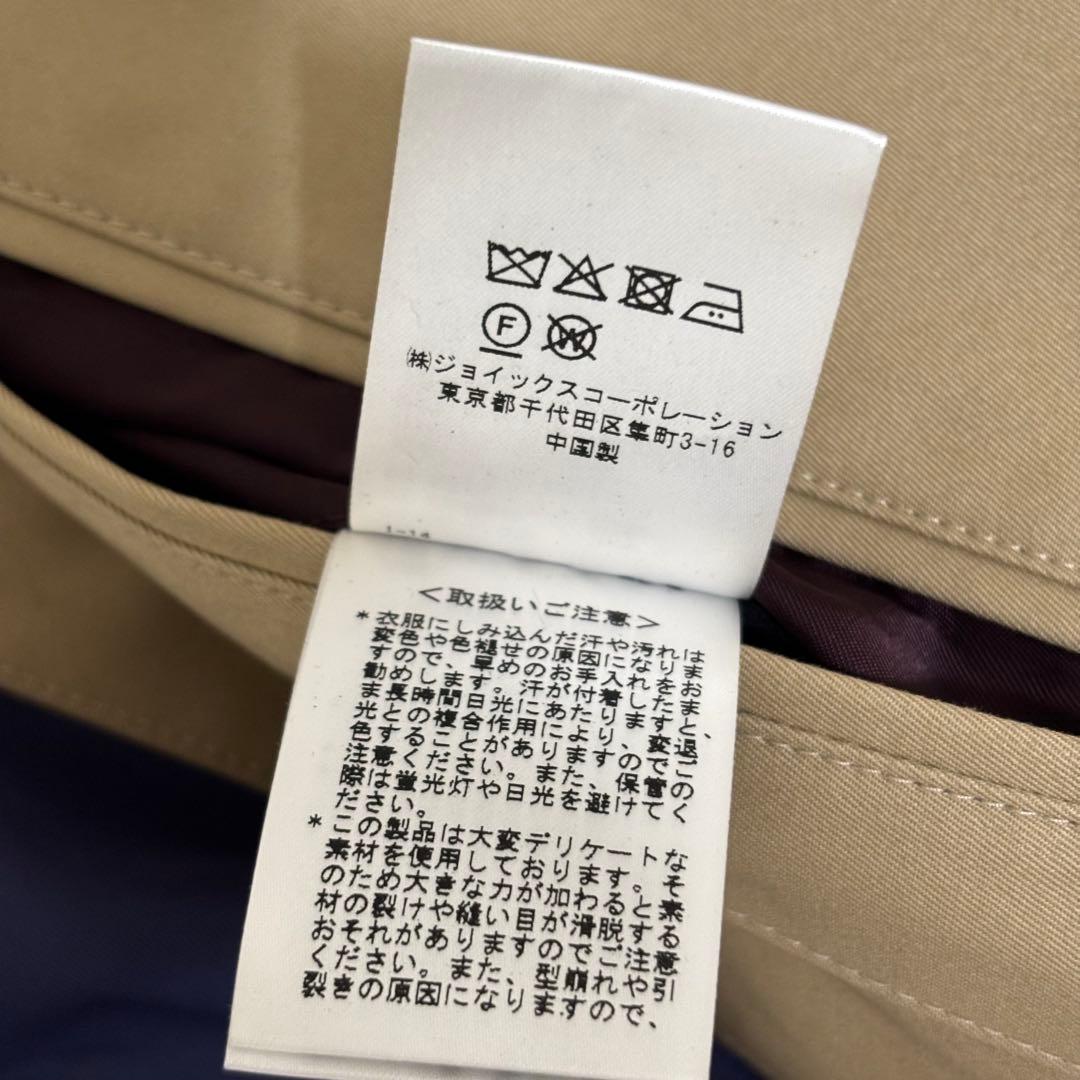 F
W
㈱ジョイックスコーポレーション
東京都千代田区隼町3-16
中国製
1-14
＜取扱いご注意＞
*衣服にしみ込んだ汗や汚れは
変色や色褪せの原因になりま
すので、早めのお手入れをお
勧めします。汗が付着したま
ま長時間日光にあたりますと、
光との複合作用により、変退
色することがありますのでご
注意ください。また、保管の
際は蛍光灯や日光を避けてく
ださい。
*この製品は大変デリケートな
素材を使用しております。そ
のため大きな力が加わると素
材の裂けや縫い目が滑脱する
おそれがありますのでご注意
ください。また、型崩れや引
裂きの原因になりますので、